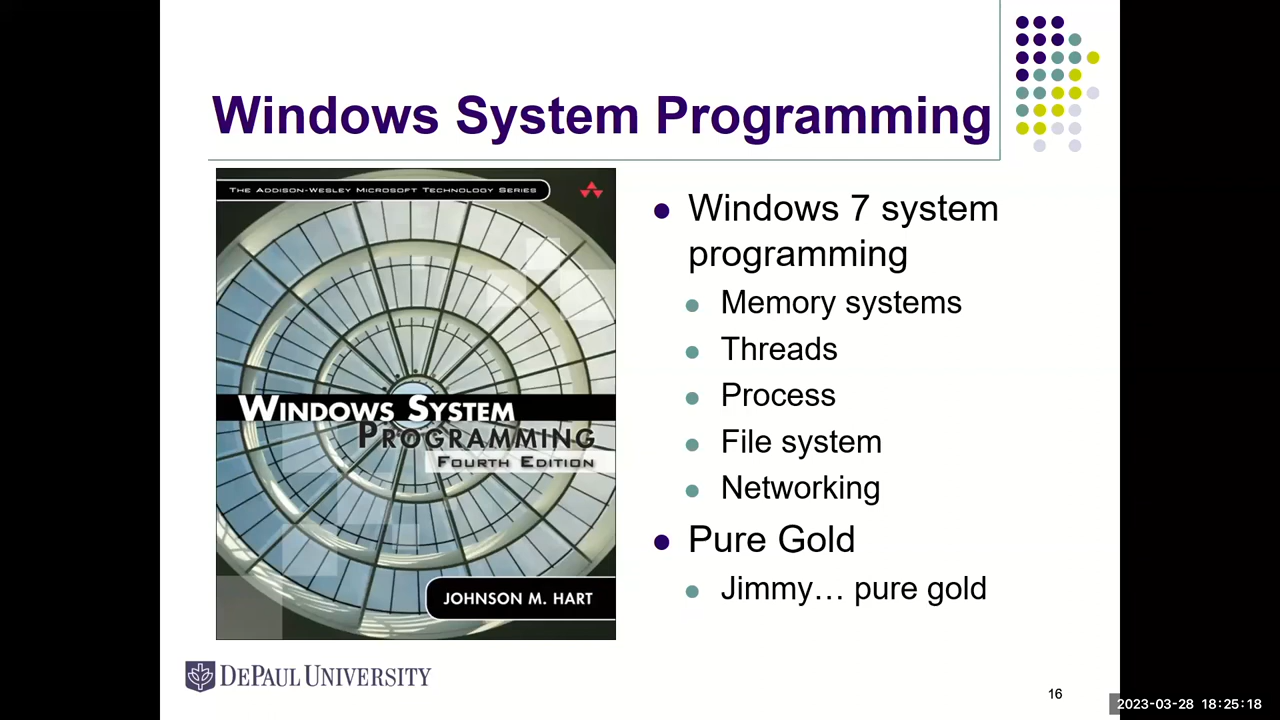 Windows System Programming
THE ADDISON-WESLEY MICROSOFT TECHNOLOGY SERIES
WINDOWS SYSTEM
PROGRAMMING
FOURTH EDITION
JOHNSON M. HART
Windows 7 system
programming
Memory systems
Threads
Process
File system
Networking
Pure Gold
Jimmy… pure gold
DEPAUL UNIVERSITY
16
2023-03-28 18:25:18